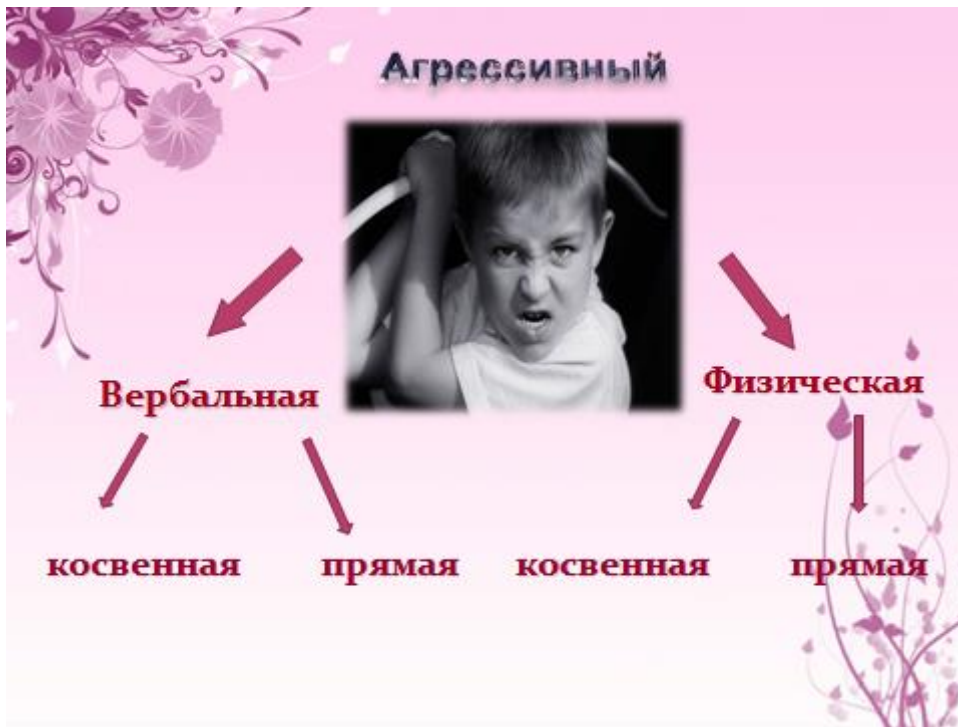 Агрессивный
Вербальная
Физическая
косвенная прямая косвенная прямая